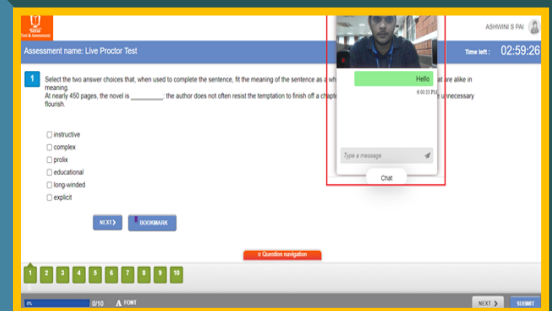 ASHWINI S PAI
Assessment name: Live Proctor Test
Time left : 02:59:26
1
Select the two answer choices that, when used to complete the sentence, fit the meaning of the sentence as a wh
at are alike in
meaning.
At nearly 450 pages, the novel is _________: the author does not often resist the temptation to finish off a chapt
e unnecessary
flourish.
Hello
instructive
complex
prolix
educational
long-winded
explicit
Type a message
Chat
NEXT
BOOKMARK
Question navigation
1 2 3 4 5 6 7 8 9 10
0%
0/10
A FONT
NEXT
SUBMIT